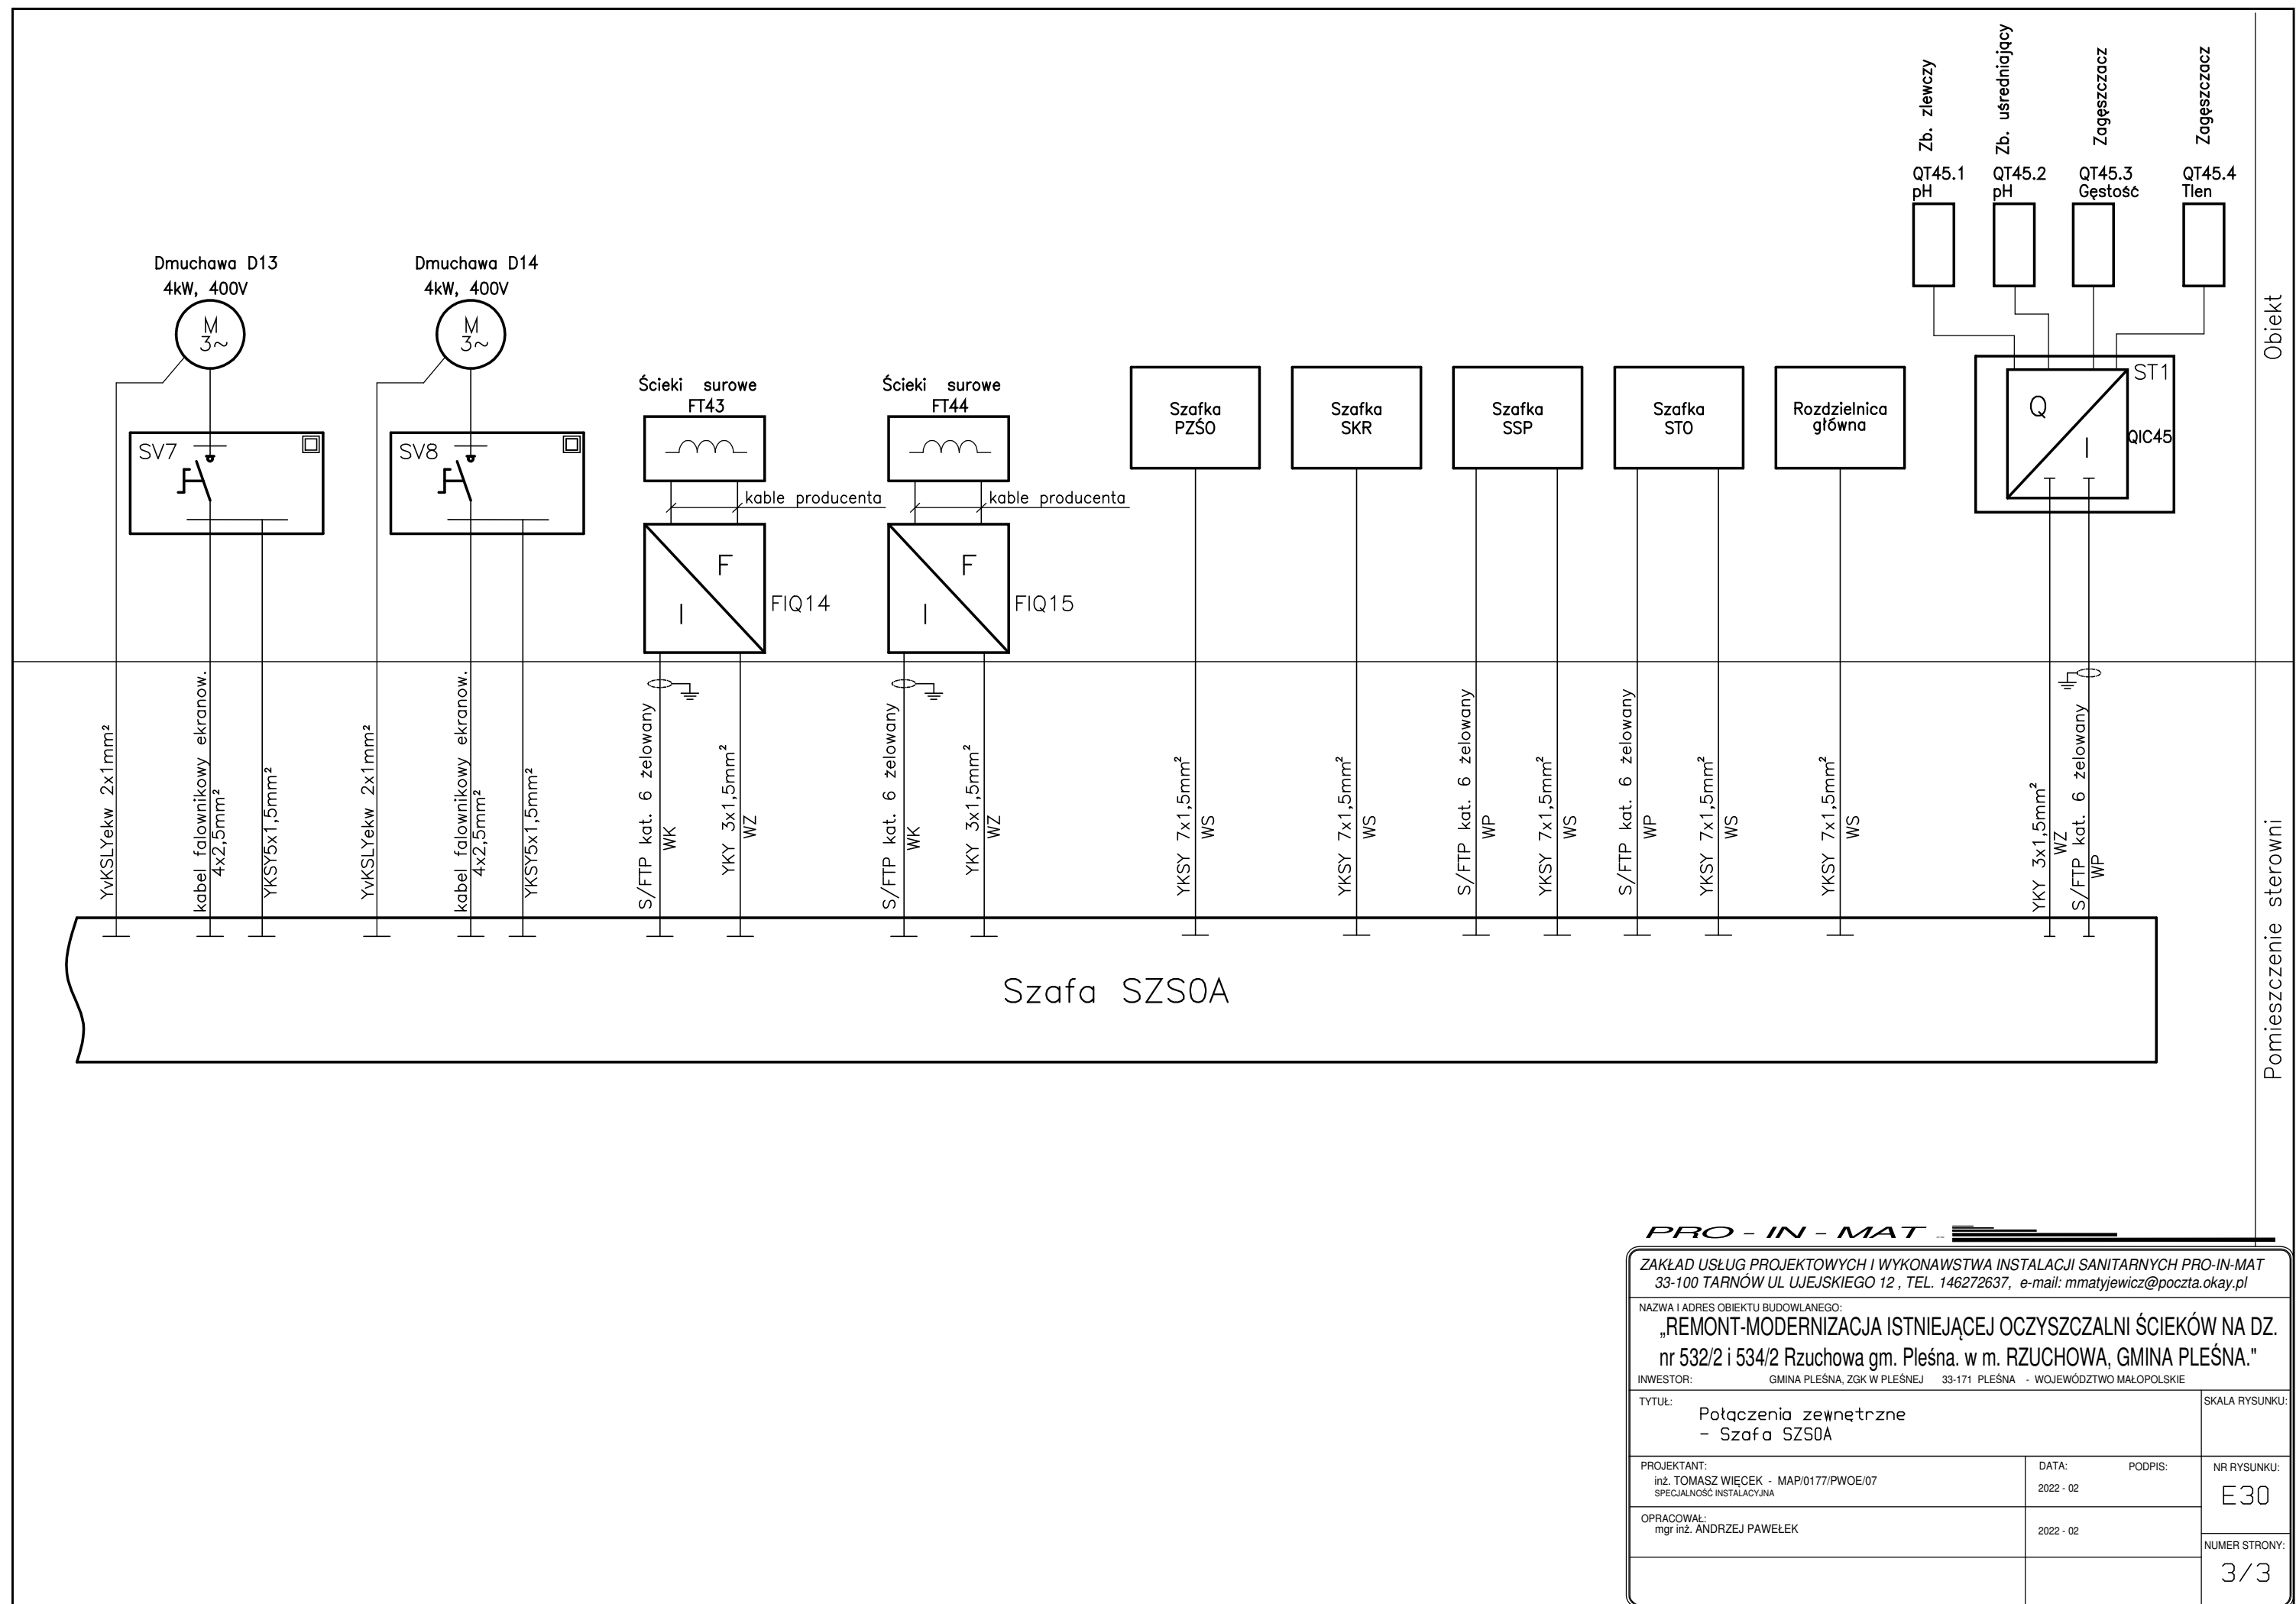 Zb. zlewczy
Zb. uśredniający
Zagęszczacz
Zagęszczacz
QT45.1
pH
QT45.2
pH
QT45.3
Gęstość
QT45.4
Tlen
Dmuchawa D13
4kW, 400V
M
3~
Dmuchawa D14
4kW, 400V
M
3~
SV7
SV8
Ścieki surowe
FT43
kable producenta
F
I
FIQ14
Ścieki surowe
FT44
kable producenta
F
I
FIQ15
Szafka
PZŚO
Szafka
SKR
Szafka
SSP
Szafka
STO
Rozdzielnica
główna
ST1
Q
I
QIC45
Obiekt
YvKSLYekw 2x1mm²
kabel falownikowy ekranow.
4x2,5mm²
YKSY5x1,5mm²
YvKSLYekw 2x1mm²
kabel falownikowy ekranow.
4x2,5mm²
YKSY5x1,5mm²
S/FTP kat. 6 żelowany
WK
YKY 3x1,5mm²
WZ
S/FTP kat. 6 żelowany
WK
YKY 3x1,5mm²
WZ
YKSY 7x1,5mm²
WS
YKSY 7x1,5mm²
WS
S/FTP kat. 6 żelowany
WP
YKSY 7x1,5mm²
WS
S/FTP kat. 6 żelowany
WP
YKSY 7x1,5mm²
WS
YKSY 7x1,5mm²
WS
YKY 3x1,5mm²
WZ
S/FTP kat. 6 żelowany
WP
Pomieszczenie sterowni
Szafa SZS0A
PRO - IN - MAT
ZAKŁAD USŁUG PROJEKTOWYCH I WYKONAWSTWA INSTALACJI SANITARNYCH PRO-IN-MAT
33-100 TARNÓW UL UJEJSKIEGO 12 , TEL. 146272637, e-mail: mmatyjewicz@poczta.okay.pl
NAZWA I ADRES OBIEKTU BUDOWLANEGO:
„REMONT-MODERNIZACJA ISTNIEJĄCEJ OCZYSZCZALNI ŚCIEKÓW NA DZ.
nr 532/2 i 534/2 Rzuchowa gm. Pleśna. w m. RZUCHOWA, GMINA PLEŚNA."
INWESTOR: GMINA PLEŚNA, ZGK W PLEŚNEJ 33-171 PLEŚNA - WOJEWÓDZTWO MAŁOPOLSKIE
TYTUŁ:
Połączenia zewnętrzne
- Szafa SZS0A
SKALA RYSUNKU:
PROJEKTANT:
inż. TOMASZ WIĘCEK - MAP/0177/PWOE/07
SPECJALNOŚĆ INSTALACYJNA
DATA:
2022 - 02
PODPIS:
NR RYSUNKU:
E30
OPRACOWAŁ:
mgr inż. ANDRZEJ PAWEŁEK
2022 - 02
NUMER STRONY:
3/3